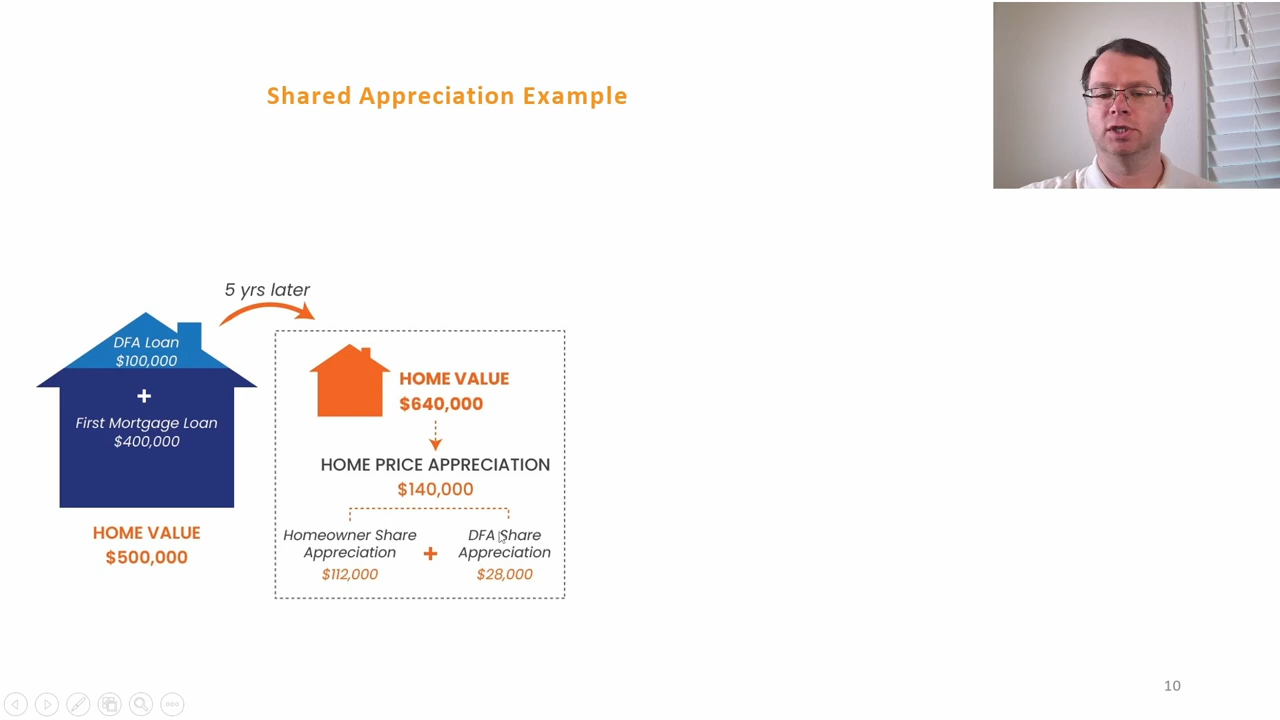 Shared Appreciation Example
5 yrs later
DFA Loan
$100,000
+
First Mortgage Loan
$400,000
HOME VALUE
$500,000
HOME VALUE
$640,000
HOME PRICE APPRECIATION
$140,000
Homeowner Share
Appreciation
$112,000
+
DFA Share
Appreciation
$28,000
10